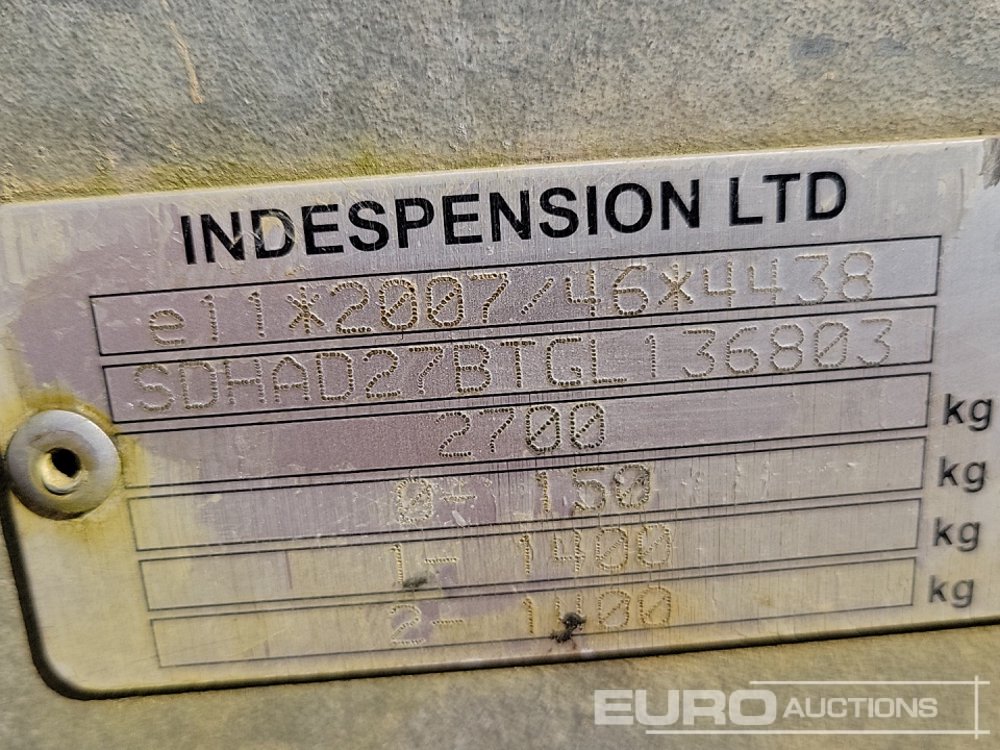 INDESPENSION LTD
e11*2007/46*4438
SDHAD27BTGL136803
2700 kg
0- 150 kg
1- 1400 kg
2- 1400 kg
EURO AUCTIONS